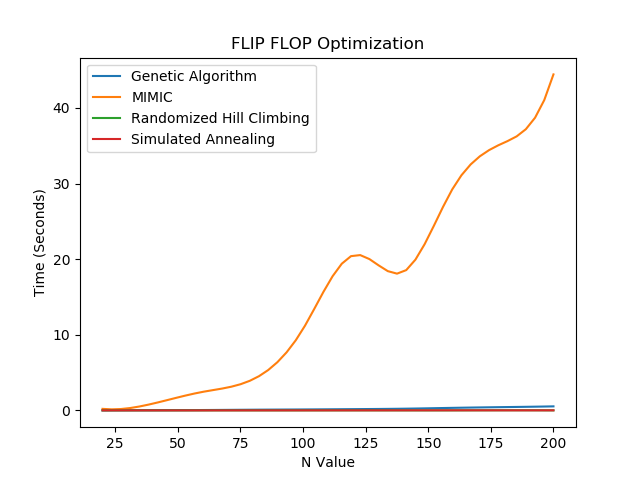 FLIP FLOP Optimization
Genetic Algorithm
MIMIC
Randomized Hill Climbing
Simulated Annealing
Time (Seconds)
40
30
20
10
0
25 50 75 100 125 150 175 200
N Value